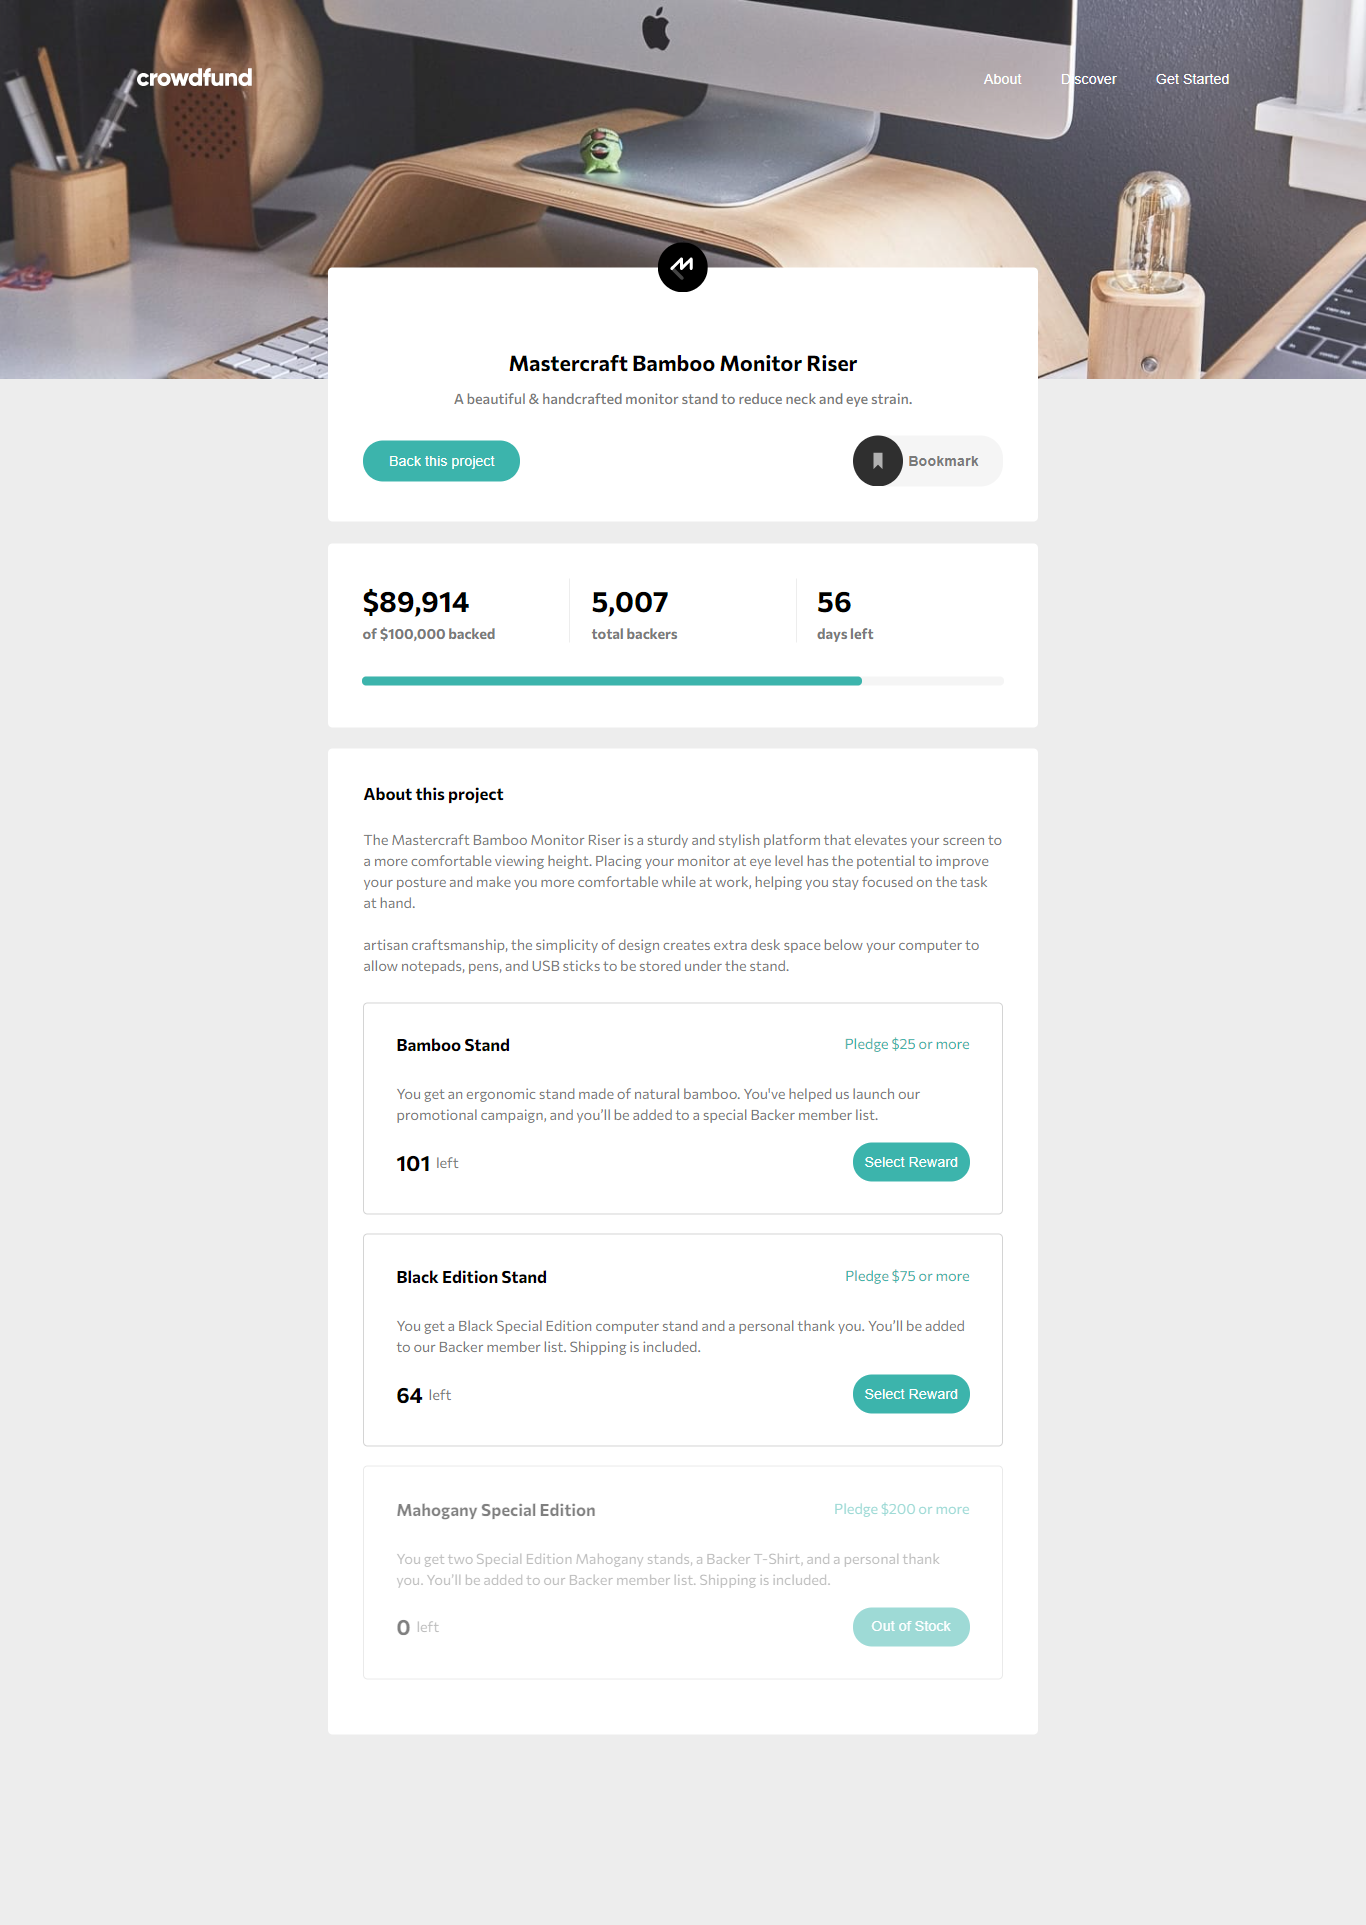 crowdfund
About Discover Get Started
Mastercraft Bamboo Monitor Riser
A beautiful & handcrafted monitor stand to reduce neck and eye strain.
Back this project
Bookmark
$89,914
of $100,000 backed
5,007
total backers
56
days left
About this project
The Mastercraft Bamboo Monitor Riser is a sturdy and stylish platform that elevates your screen to
a more comfortable viewing height. Placing your monitor at eye level has the potential to improve
your posture and make you more comfortable while at work, helping you stay focused on the task
at hand.
artisan craftsmanship, the simplicity of design creates extra desk space below your computer to
allow notepads, pens, and USB sticks to be stored under the stand.
Bamboo Stand
Pledge $25 or more
You get an ergonomic stand made of natural bamboo. You've helped us launch our
promotional campaign, and you’ll be added to a special Backer member list.
101 left
Select Reward
Black Edition Stand
Pledge $75 or more
You get a Black Special Edition computer stand and a personal thank you. You’ll be added
to our Backer member list. Shipping is included.
64 left
Select Reward
Mahogany Special Edition
Pledge $200 or more
You get two Special Edition Mahogany stands, a Backer T-Shirt, and a personal thank
you. You’ll be added to our Backer member list. Shipping is included.
0 left
Out of Stock